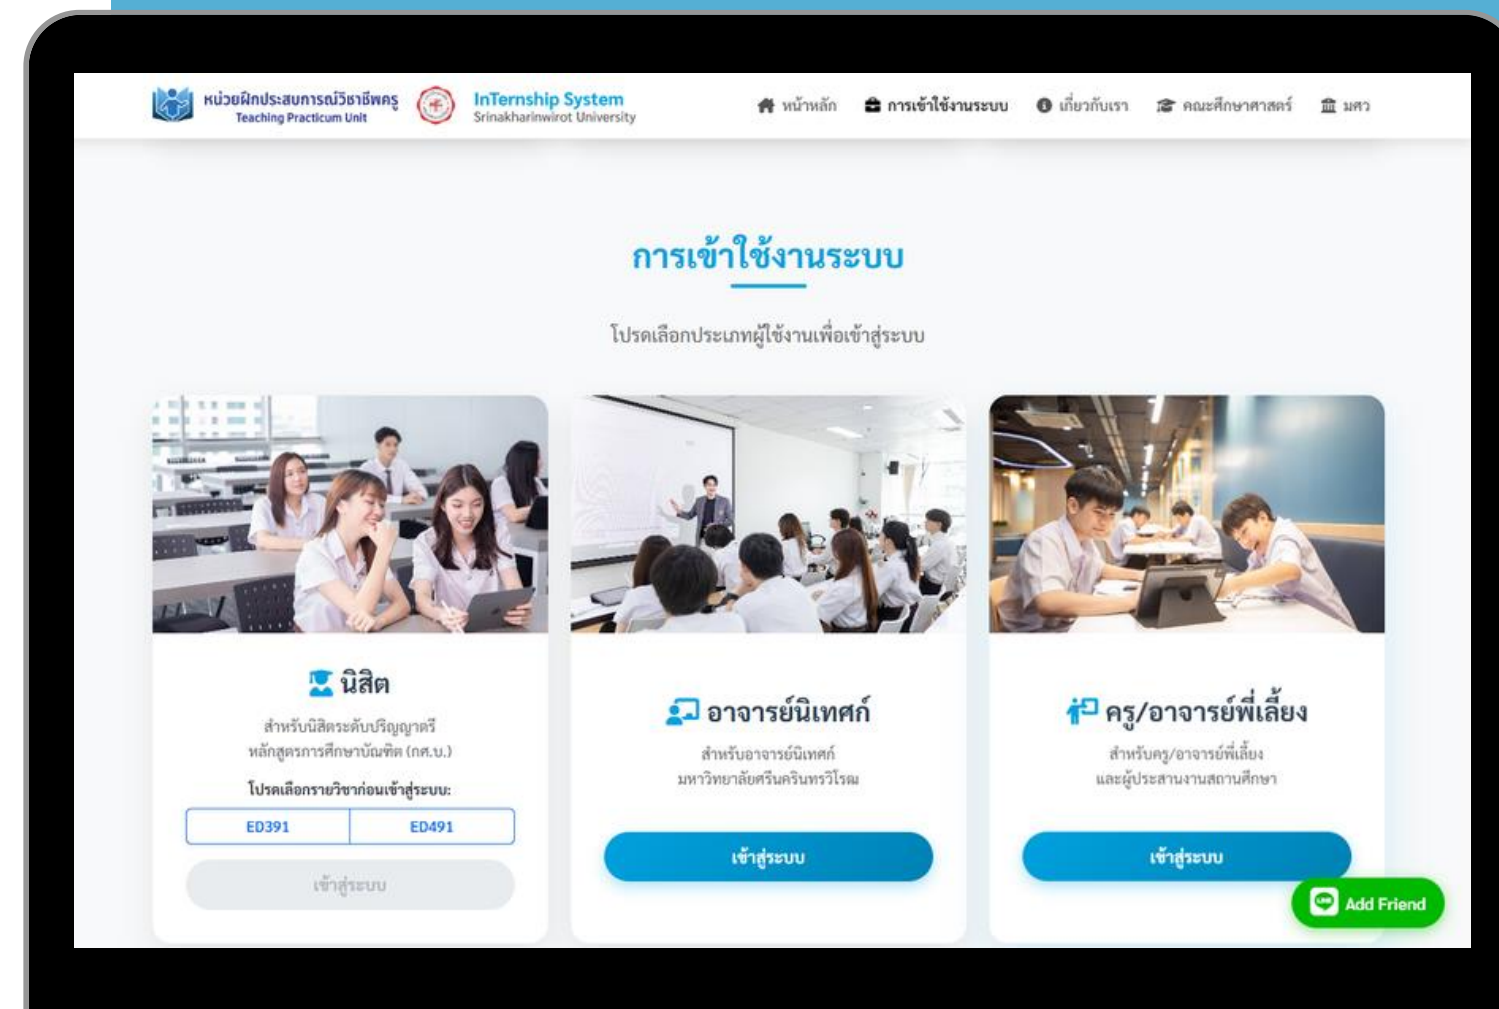 หน่วยฝึกประสบการณ์วิชาชีพครู
Teaching Practicum Unit
InTernship System
Srinakharinwirot University
หน้าหลัก
การเข้าใช้งานระบบ
เกี่ยวกับเรา
คณะศึกษาศาสตร์
มศว
การเข้าใช้งานระบบ
โปรดเลือกประเภทผู้ใช้งานเพื่อเข้าสู่ระบบ
นิสิต
สำหรับนิสิตระดับปริญญาตรี
หลักสูตรการศึกษาบัณฑิต (กศ.บ.)
โปรดเลือกรายวิชาก่อนเข้าสู่ระบบ:
ED391
ED491
เข้าสู่ระบบ
อาจารย์นิเทศก์
สำหรับอาจารย์นิเทศก์
มหาวิทยาลัยศรีนครินทรวิโรฒ
เข้าสู่ระบบ
ครู/อาจารย์พี่เลี้ยง
สำหรับครู/อาจารย์พี่เลี้ยง
และผู้ประสานงานสถานศึกษา
เข้าสู่ระบบ
Add Friend